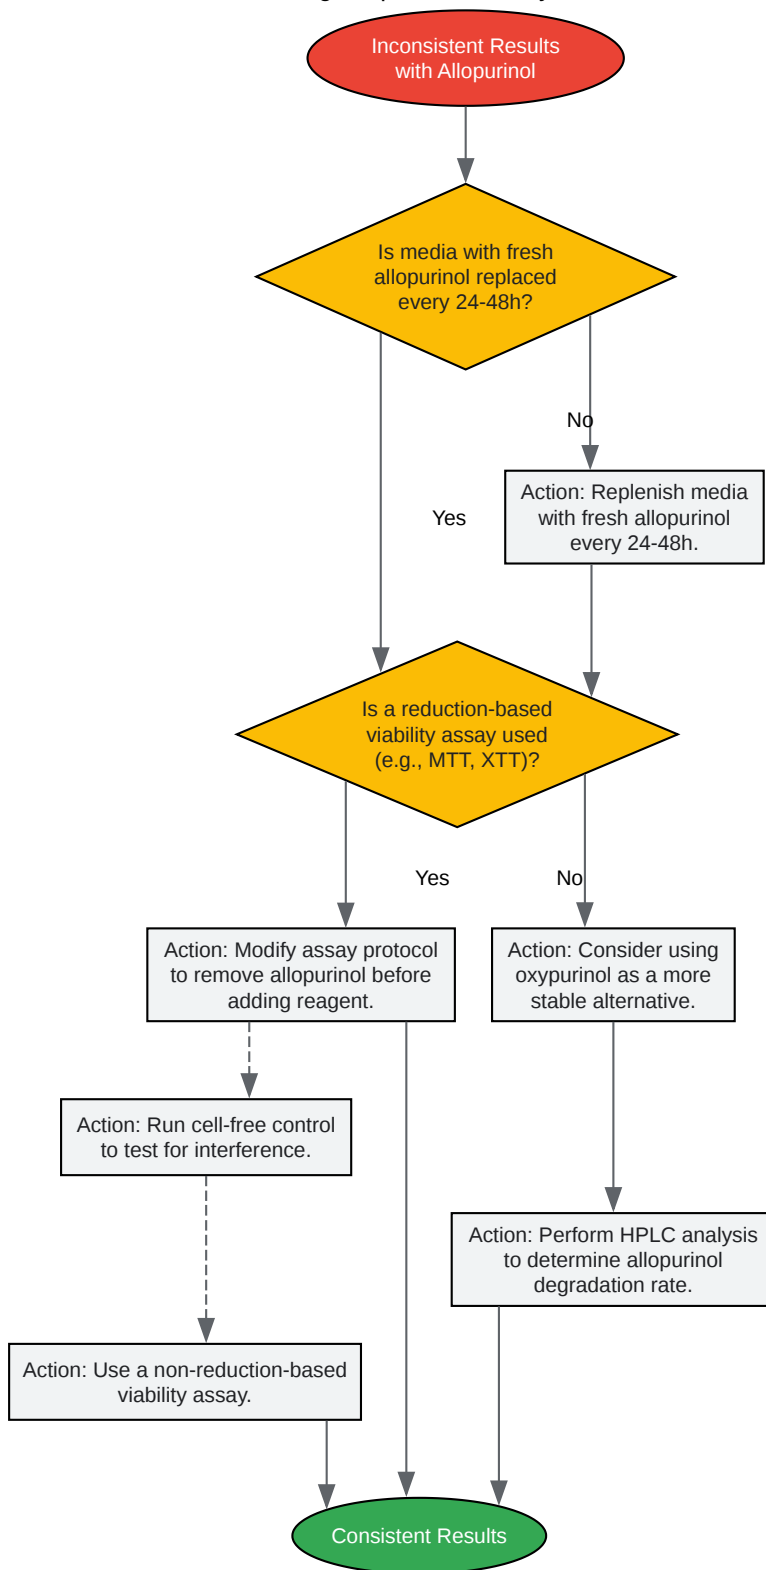 Inconsistent Results
with Allopurinol
Is media with fresh
allopurinol replaced
every 24-48h?
No
Action: Replenish media
with fresh allopurinol
every 24-48h.
Yes
Is a reduction-based
viability assay used
(e.g., MTT, XTT)?
Yes
No
Action: Modify assay protocol
to remove allopurinol before
adding reagent.
Action: Consider using
oxypurinol as a more
stable alternative.
Action: Run cell-free control
to test for interference.
Action: Perform HPLC analysis
to determine allopurinol
degradation rate.
Action: Use a non-reduction-based
viability assay.
Consistent Results